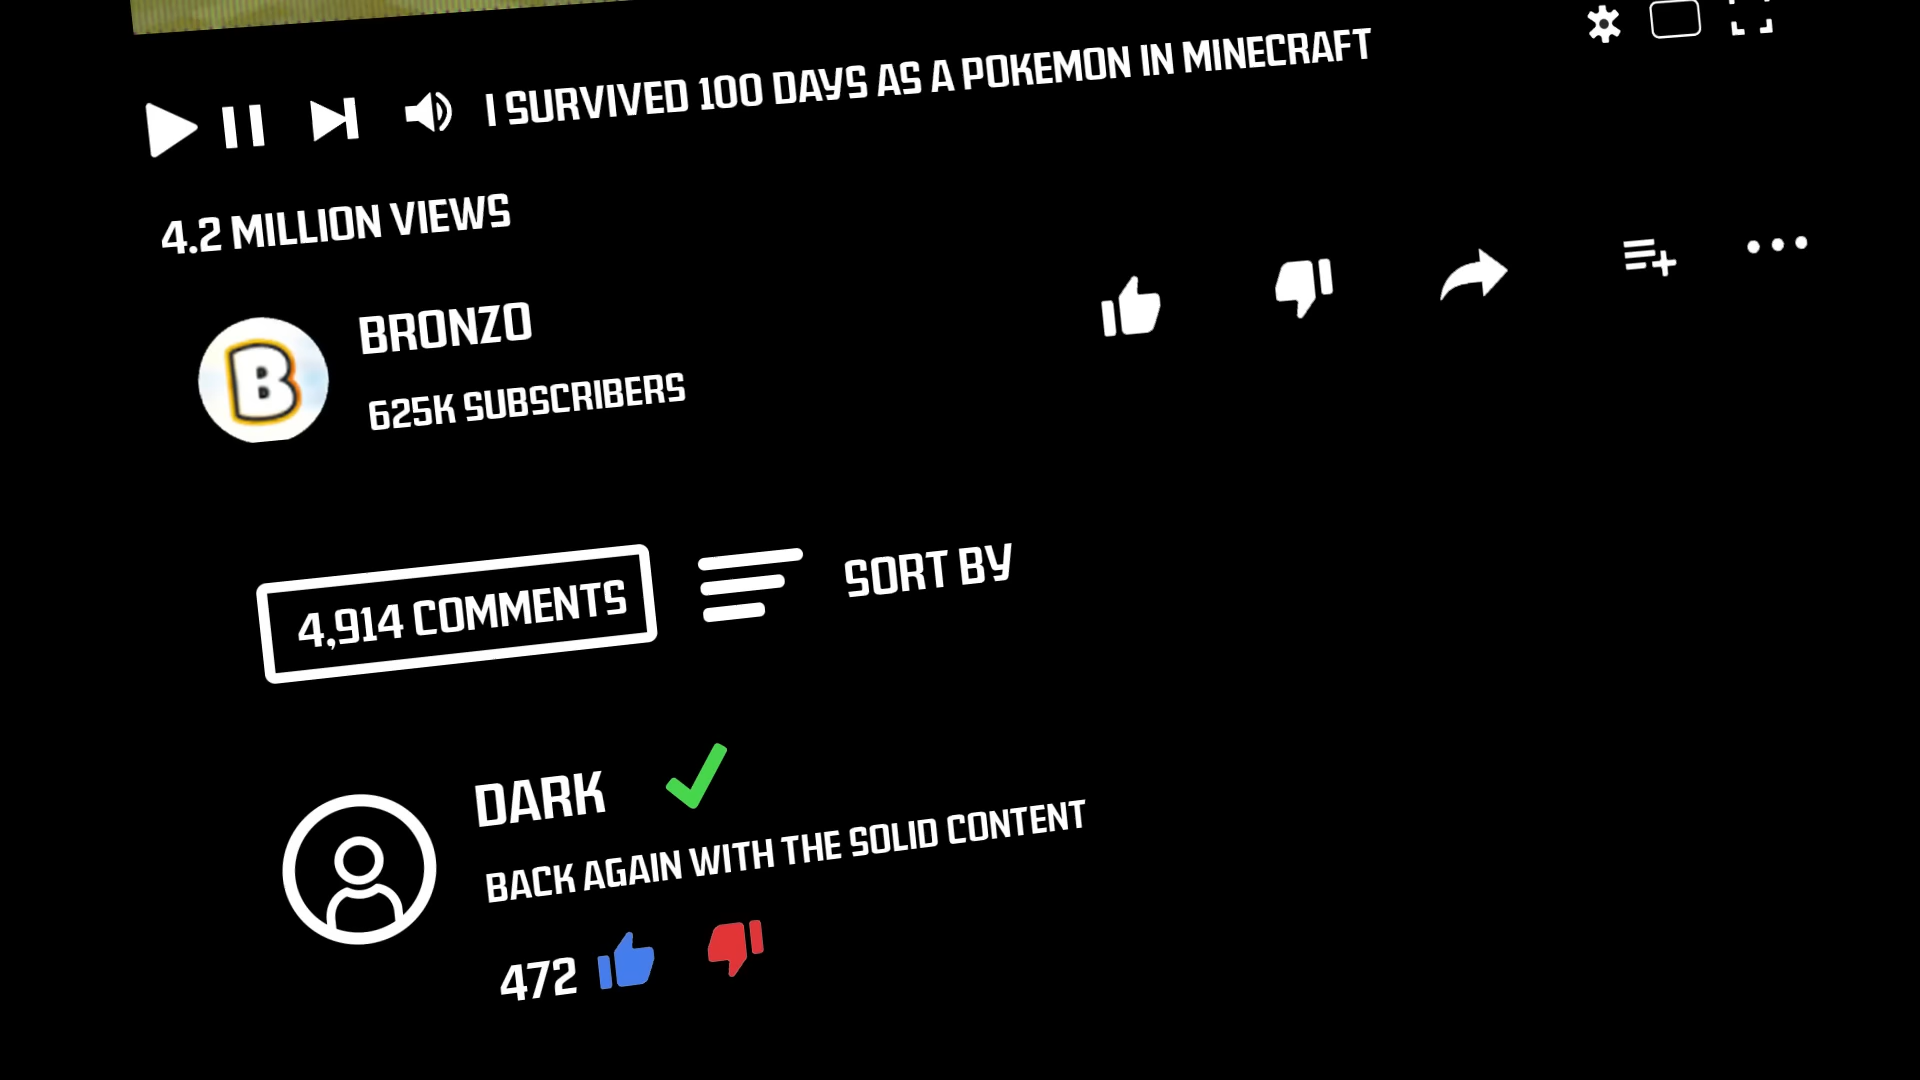 I SURVIVED 100 DAYS AS A POKEMON IN MINECRAFT
4.2 MILLION VIEWS
B
BRONZO
625K SUBSCRIBERS
4,914 COMMENTS
SORT BY
DARK
BACK AGAIN WITH THE SOLID CONTENT
472